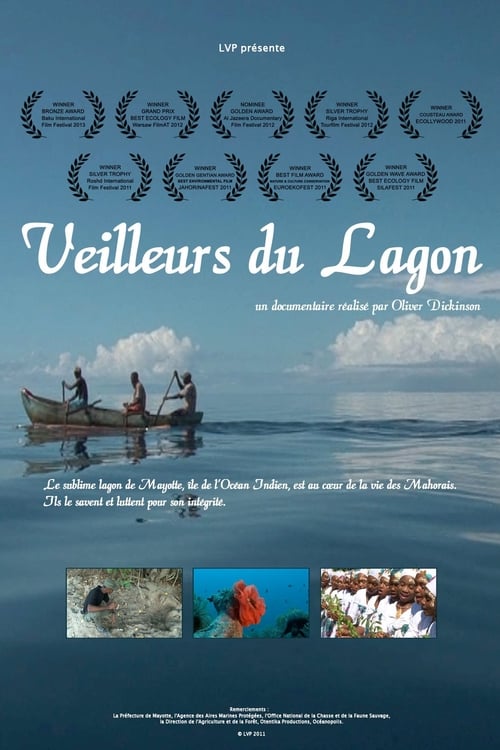 LVP présente
WINNER
BRONZE AWARD
Baku International
Film Festival 2013
WINNER
GRAND PRIX
BEST ECOLOGY FILM
Warsaw FilmAT 2012
NOMINEE
GOLDEN AWARD
Al Jazeera Documentary
Film Festival 2012
WINNER
SILVER TROPHY
Riga International
Tourfilm Festival 2012
WINNER
COUSTEAU AWARD
ECOLLYWOOD 2011
WINNER
SILVER TROPHY
Roshd International
Film Festival 2011
WINNER
GOLDEN GENTIAN AWARD
BEST ENVIRONMENTAL FILM
JAHORINAFEST 2011
WINNER
BEST FILM AWARD
NATURE & CULTURE CONSERVATION
EUROEKOFEST 2011
WINNER
GOLDEN WAVE AWARD
BEST ECOLOGY FILM
SILAFEST 2011
Veilleurs du Lagon
un documentaire réalisé par Oliver Dickinson
Le sublime lagon de Mayotte, île de l'Océan Indien, est au cœur de la vie des Mahorais.
Ils le savent et luttent pour son intégrité.
Remerciements :
La Préfecture de Mayotte, l'Agence des Aires Marines Protégées, l'Office National de la Chasse et de la Faune Sauvage,
la Direction de l'Agriculture et de la Forêt, Otentika Productions, Océanopolis.
© LVP 2011